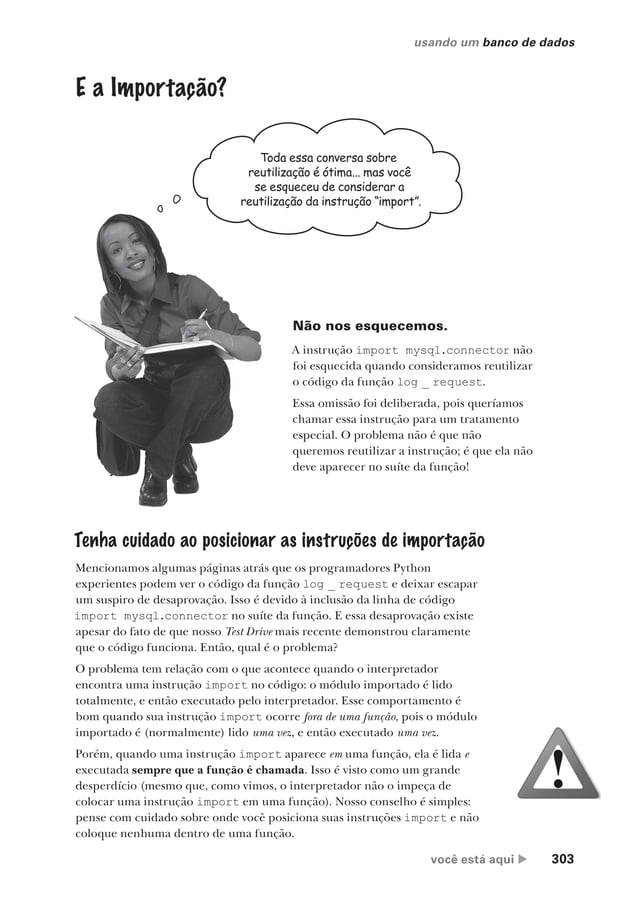 usando um banco de dados
E a Importação?
Toda essa conversa sobre
reutilização é ótima... mas você
se esqueceu de considerar a
reutilização da instrução “import”.
Não nos esquecemos.
A instrução import mysql.connector não
foi esquecida quando consideramos reutilizar
o código da função log _ request.
Essa omissão foi deliberada, pois queríamos
chamar essa instrução para um tratamento
especial. O problema não é que não
queremos reutilizar a instrução; é que ela não
deve aparecer no suíte da função!
Tenha cuidado ao posicionar as instruções de importação
Mencionamos algumas páginas atrás que os programadores Python
experientes podem ver o código da função log _ request e deixar escapar
um suspiro de desaprovação. Isso é devido à inclusão da linha de código
import mysql.connector no suíte da função. E essa desaprovação existe
apesar do fato de que nosso Test Drive mais recente demonstrou claramente
que o código funciona. Então, qual é o problema?
O problema tem relação com o que acontece quando o interpretador
encontra uma instrução import no código: o módulo importado é lido
totalmente, e então executado pelo interpretador. Esse comportamento é
bom quando sua instrução import ocorre fora de uma função, pois o módulo
importado é (normalmente) lido uma vez, e então executado uma vez.
Porém, quando uma instrução import aparece em uma função, ela é lida e
executada sempre que a função é chamada. Isso é visto como um grande
desperdício (mesmo que, como vimos, o interpretador não o impeça de
colocar uma instrução import em uma função). Nosso conselho é simples:
pense com cuidado sobre onde você posiciona suas instruções import e não
coloque nenhuma dentro de uma função.
você está aqui ▶ 303